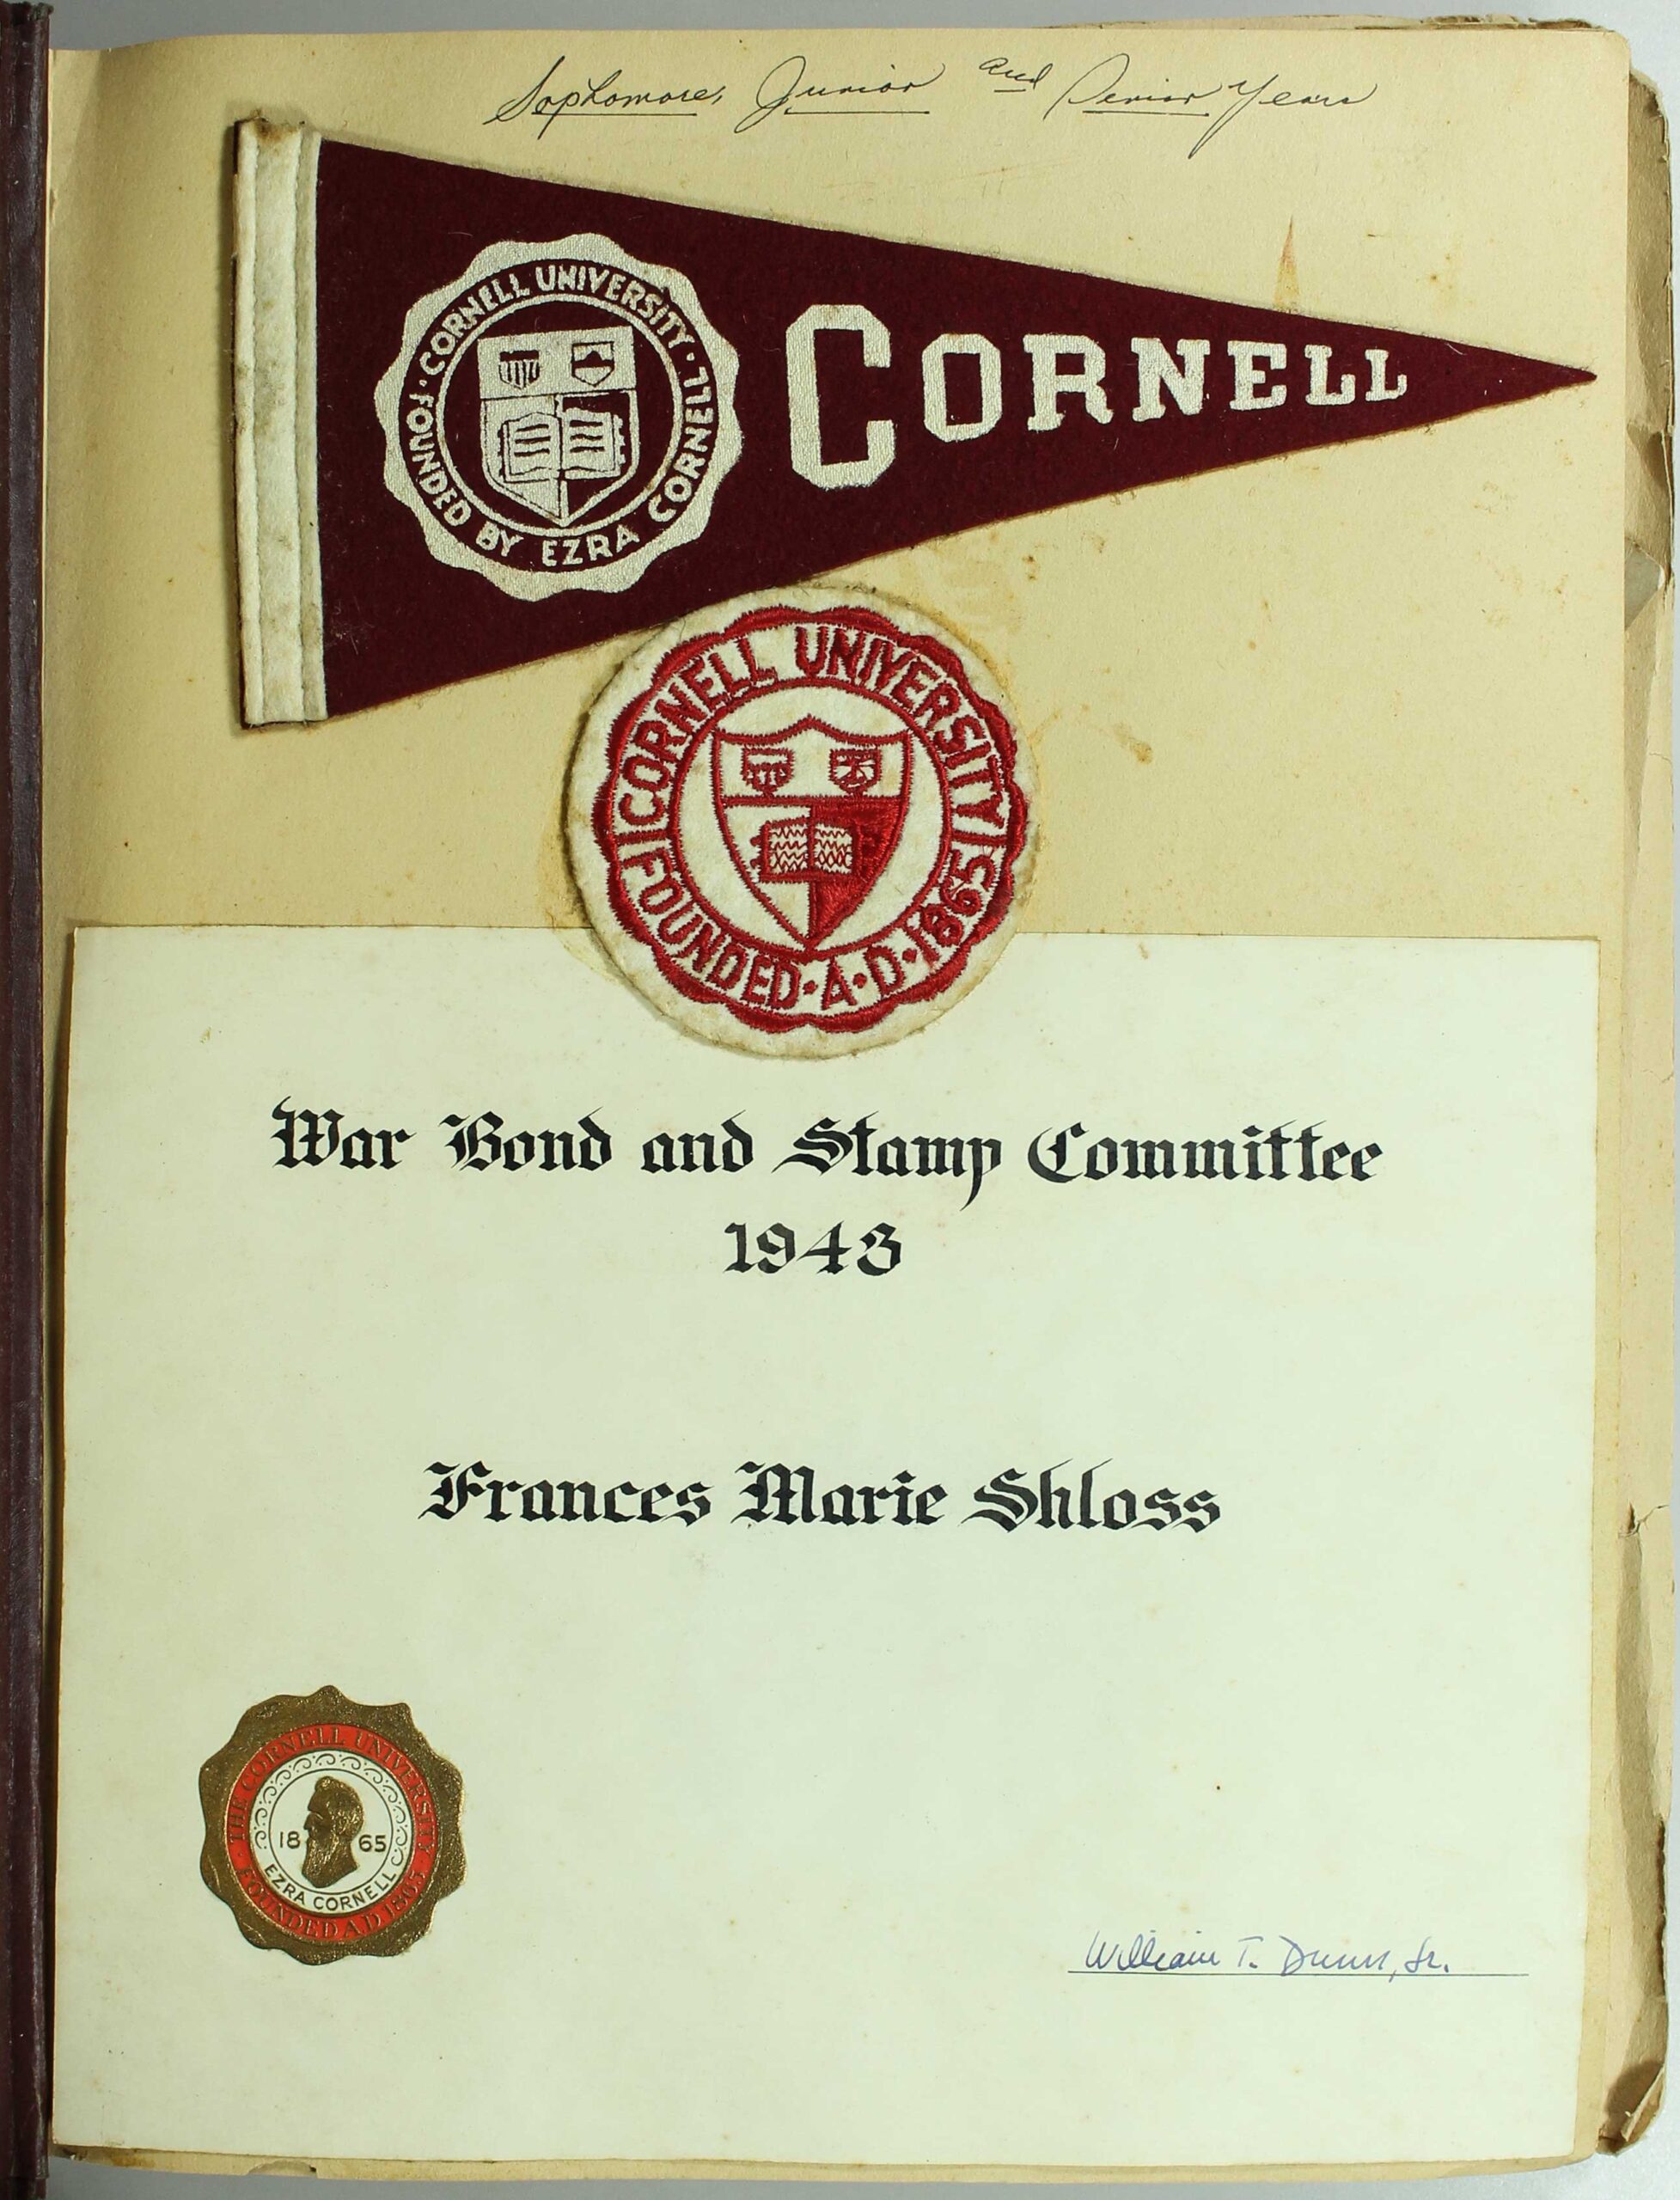 Sophomore, Junior and Senior Years
CORNELL UNIVERSITY · FOUNDED BY EZRA CORNELL ·
CORNELL
CORNELL UNIVERSITY
FOUNDED · A · D · 1865
War Bond and Stamp Committee
1943
Frances Marie Shloss
THE CORNELL UNIVERSITY
FOUNDED AD 1865
18 65
EZRA CORNELL
William T. Dunn, Jr.